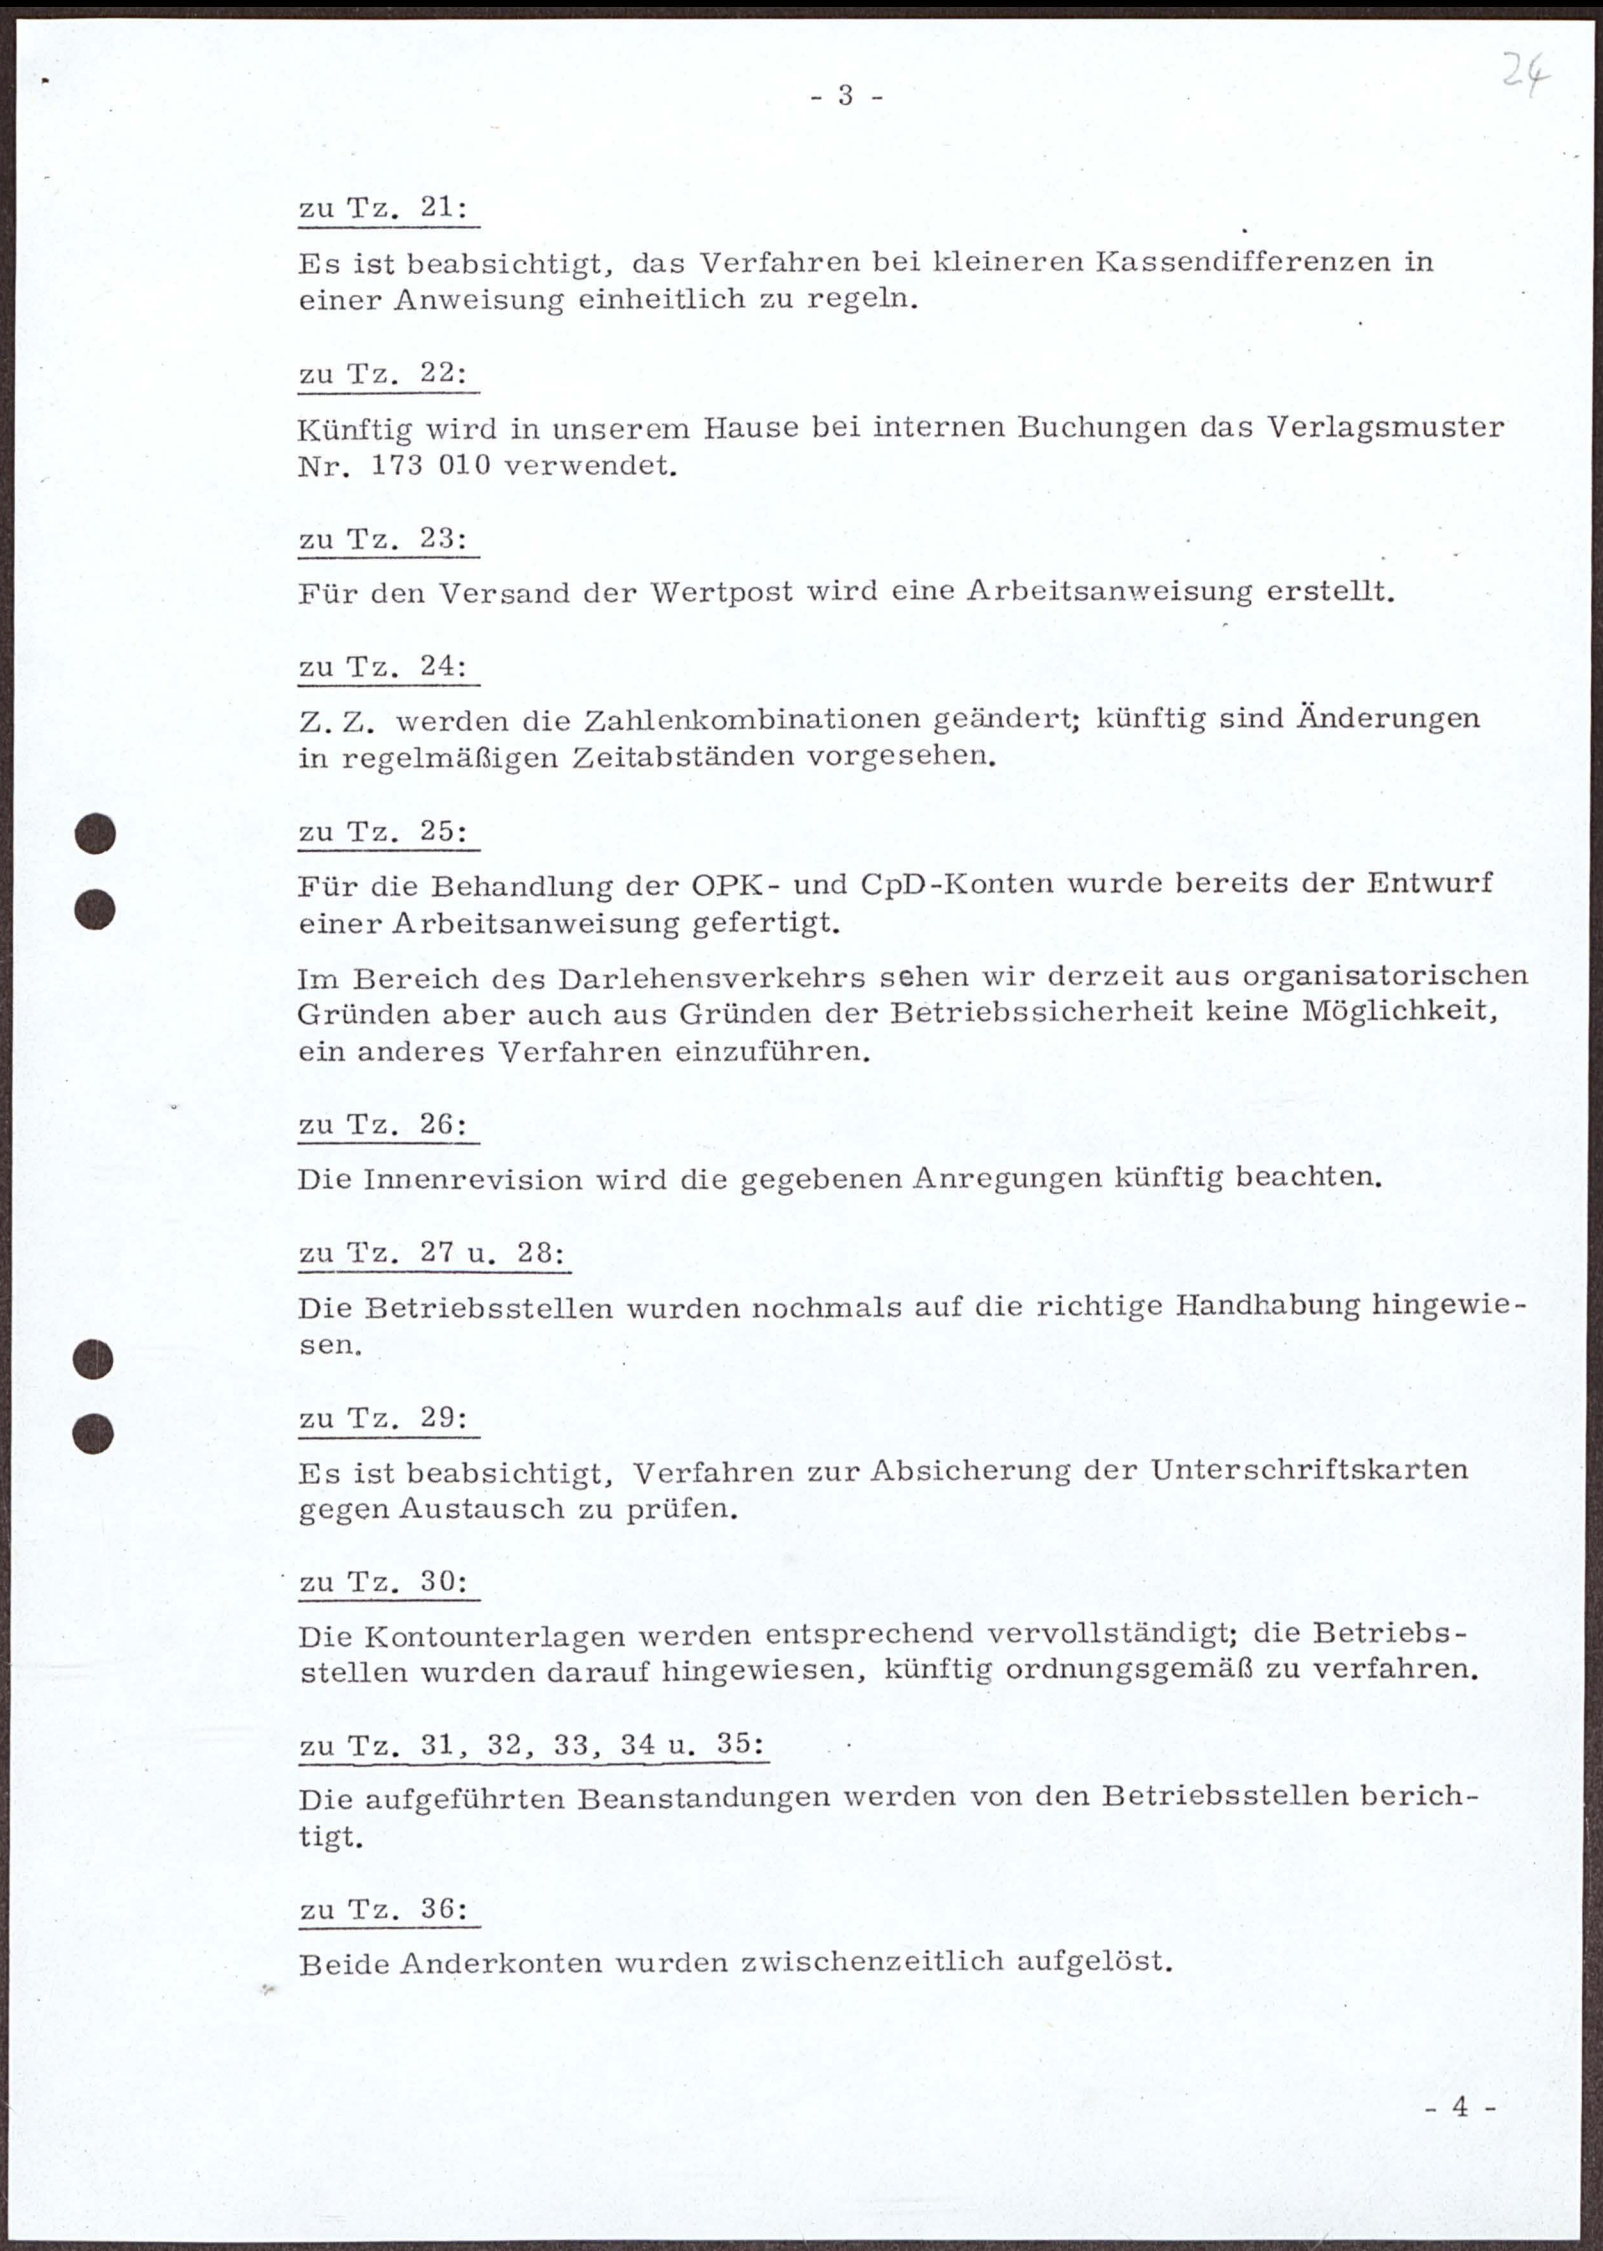 24
- 3 -
zu Tz. 21:
Es ist beabsichtigt, das Verfahren bei kleineren Kassendifferenzen in
einer Anweisung einheitlich zu regeln.
zu Tz. 22:
Künftig wird in unserem Hause bei internen Buchungen das Verlagsmuster
Nr. 173 010 verwendet.
zu Tz. 23:
Für den Versand der Wertpost wird eine Arbeitsanweisung erstellt.
zu Tz. 24:
Z. Z. werden die Zahlenkombinationen geändert; künftig sind Änderungen
in regelmäßigen Zeitabständen vorgesehen.
zu Tz. 25:
Für die Behandlung der OPK- und CpD-Konten wurde bereits der Entwurf
einer Arbeitsanweisung gefertigt.
Im Bereich des Darlehensverkehrs sehen wir derzeit aus organisatorischen
Gründen aber auch aus Gründen der Betriebssicherheit keine Möglichkeit,
ein anderes Verfahren einzuführen.
zu Tz. 26:
Die Innenrevision wird die gegebenen Anregungen künftig beachten.
zu Tz. 27 u. 28:
Die Betriebsstellen wurden nochmals auf die richtige Handhabung hingewie-
sen.
zu Tz. 29:
Es ist beabsichtigt, Verfahren zur Absicherung der Unterschriftskarten
gegen Austausch zu prüfen.
zu Tz. 30:
Die Kontounterlagen werden entsprechend vervollständigt; die Betriebs-
stellen wurden darauf hingewiesen, künftig ordnungsgemäß zu verfahren.
zu Tz. 31, 32, 33, 34 u. 35:
Die aufgeführten Beanstandungen werden von den Betriebsstellen berich-
tigt.
zu Tz. 36:
Beide Anderkonten wurden zwischenzeitlich aufgelöst.
- 4 -